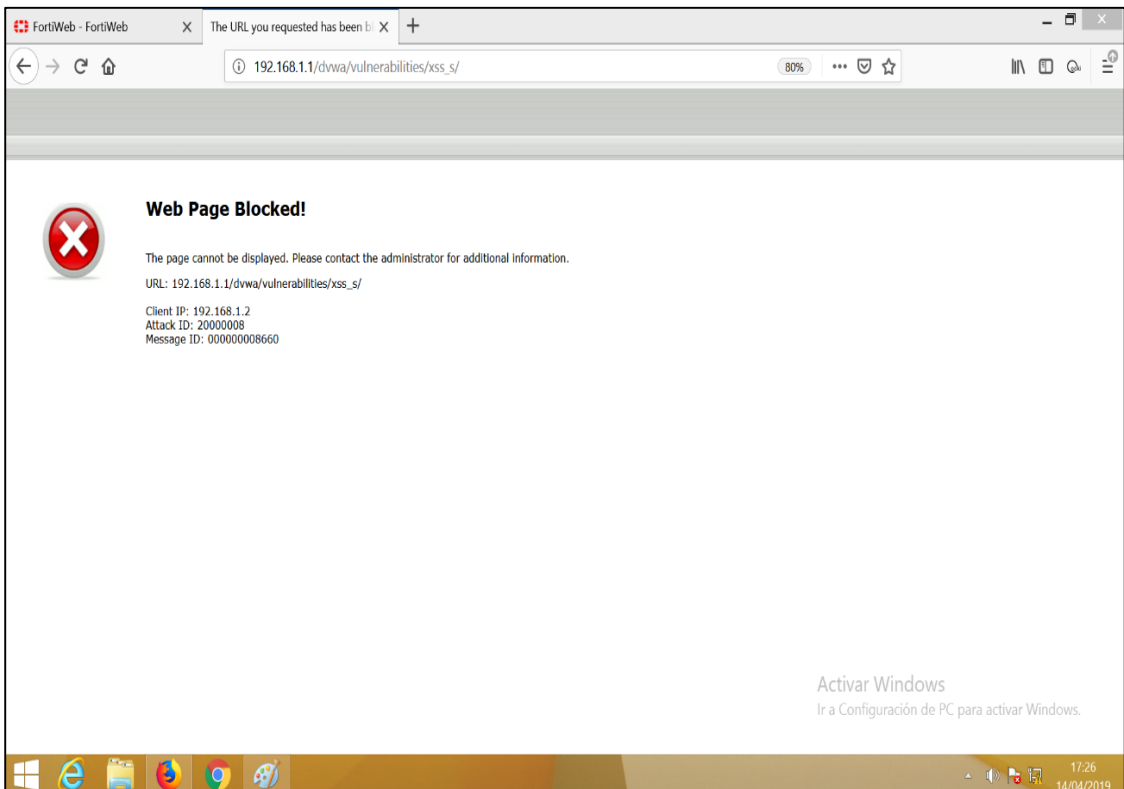 FortiWeb - FortiWeb
The URL you requested has been bl
192.168.1.1/dvwa/vulnerabilities/xss_s/
80%
Web Page Blocked!
The page cannot be displayed. Please contact the administrator for additional information.
URL: 192.168.1.1/dvwa/vulnerabilities/xss_s/
Client IP: 192.168.1.2
Attack ID: 20000008
Message ID: 000000008660
Activar Windows
Ir a Configuración de PC para activar Windows.
17:26
14/04/2019